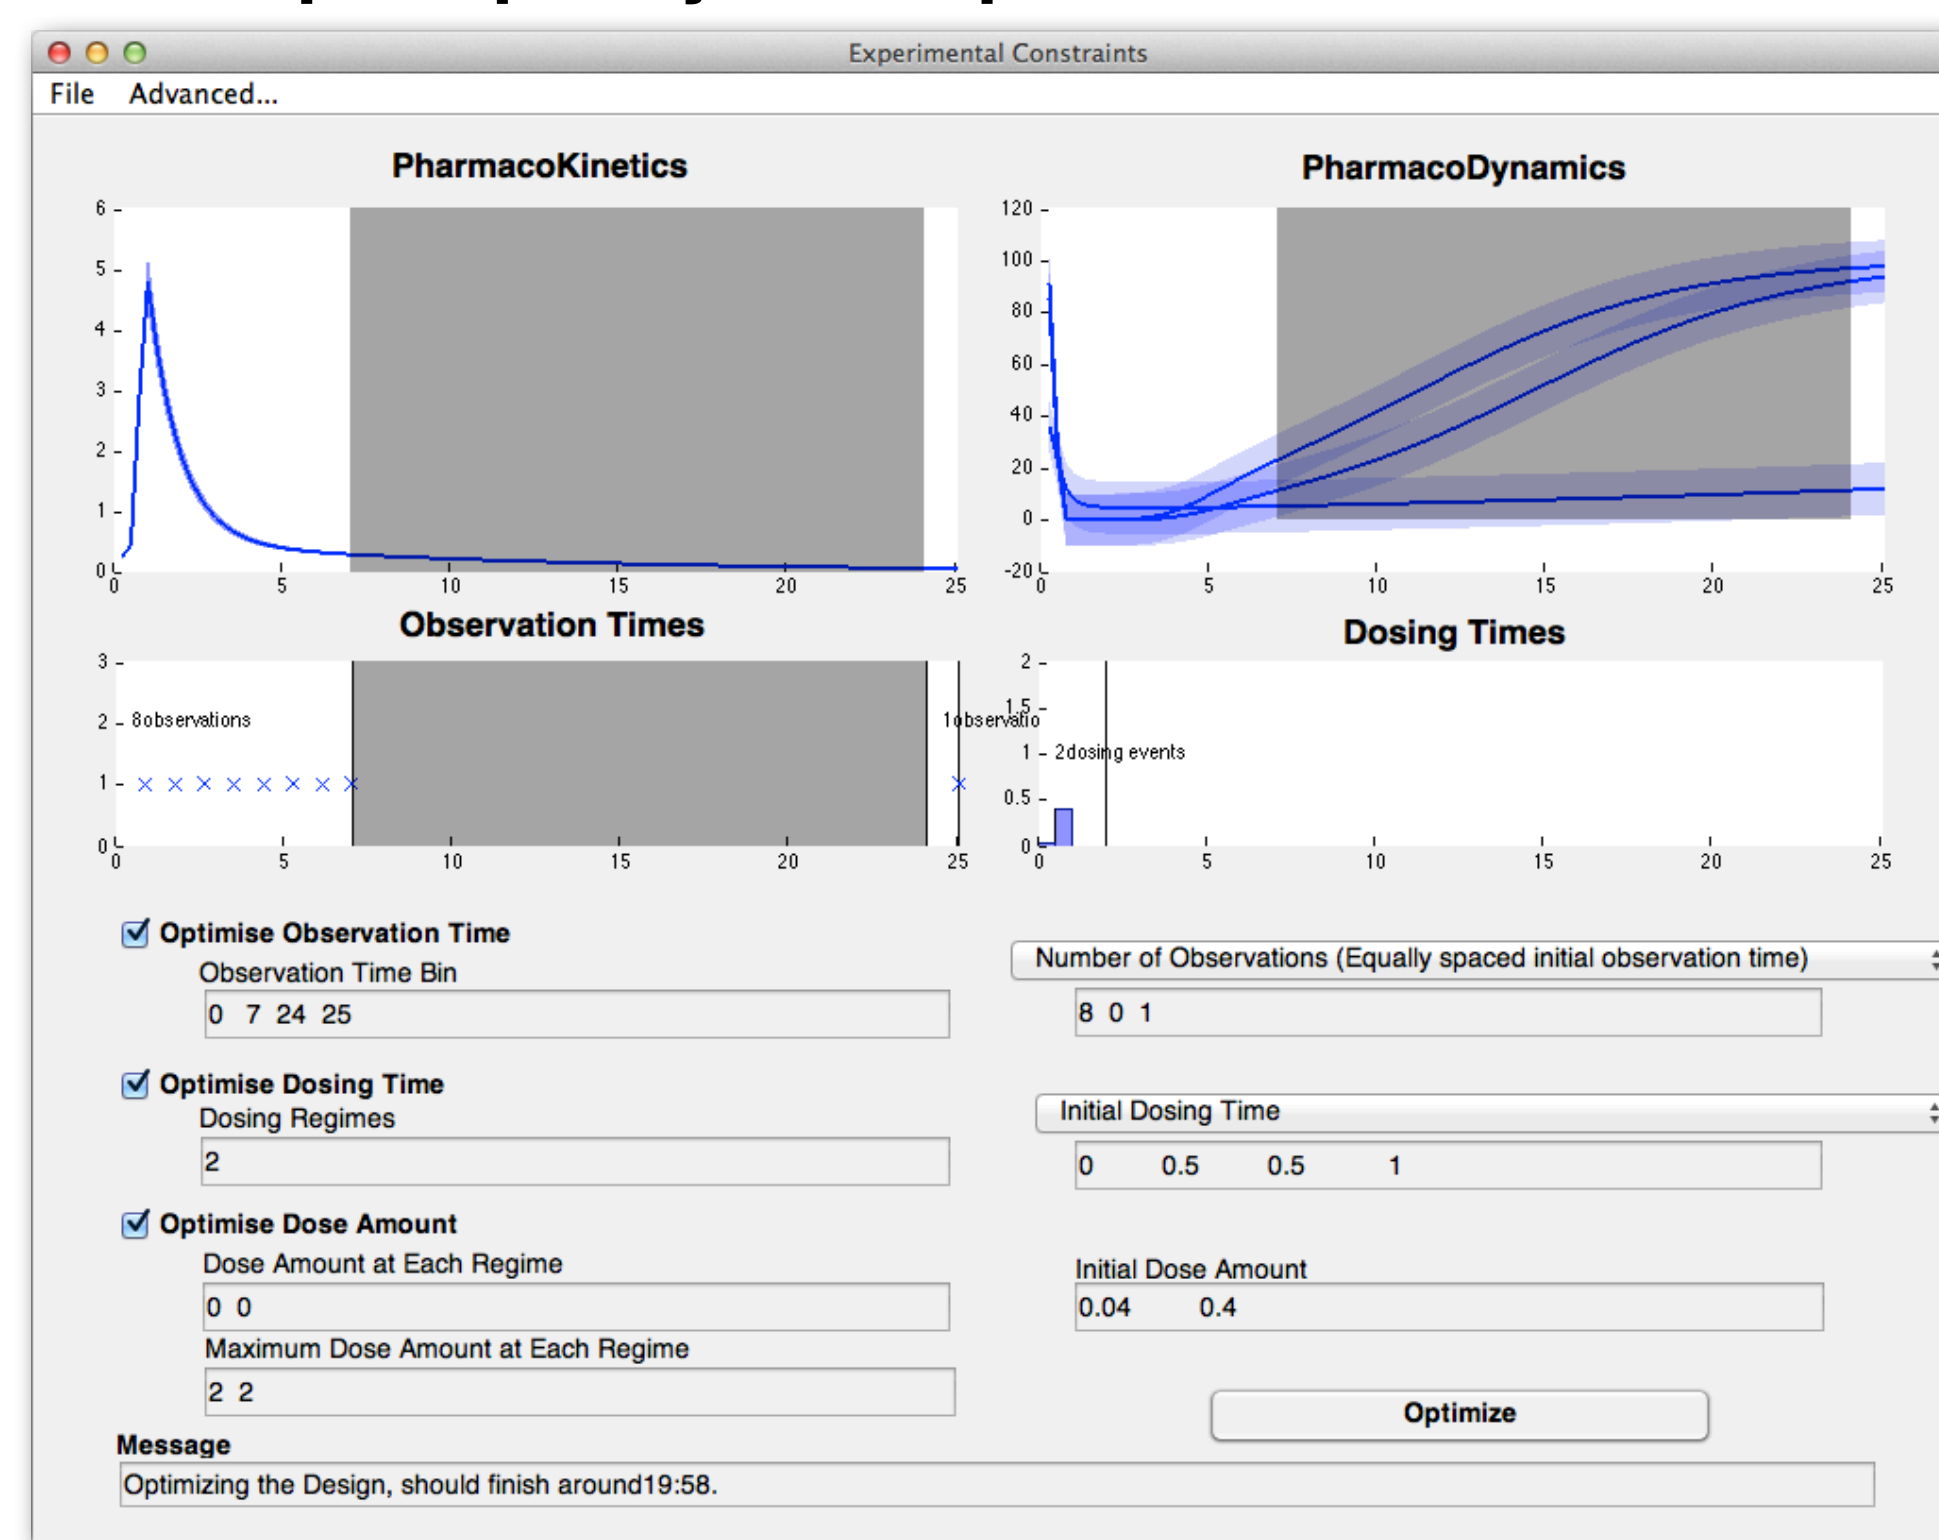 Experimental Constraints
File Advanced...
PharmacoKinetics
6
5
4
3
2
1
0
0 5 10 15 20 25
PharmacoDynamics
120
100
80
60
40
20
0
-20
0 5 10 15 20 25
Observation Times
3
2
1
0
8observations
1observatio
0 5 10 15 20 25
Dosing Times
2
1.5
1
0.5
0
2dosing events
0 5 10 15 20 25
Optimise Observation Time
Observation Time Bin
0 7 24 25
Number of Observations (Equally spaced initial observation time)
8 0 1
Optimise Dosing Time
Dosing Regimes
2
Initial Dosing Time
0 0.5 0.5 1
Optimise Dose Amount
Dose Amount at Each Regime
0 0
Initial Dose Amount
0.04 0.4
Maximum Dose Amount at Each Regime
2 2
Optimize
Message
Optimizing the Design, should finish around19:58.